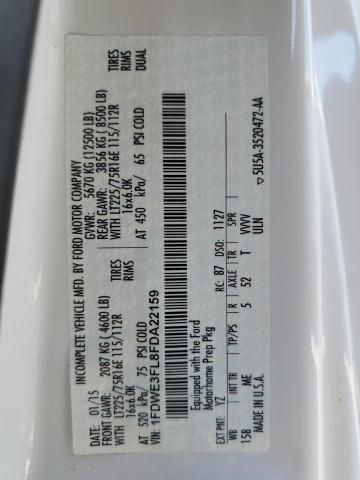 INCOMPLETE VEHICLE MFD. BY FORD MOTOR COMPANY
DATE: 01/15 GVWR: 5670 KG (12500 LB)
FRONT GAWR: 2087 KG ( 4600 LB) REAR GAWR: 3856 KG ( 8500 LB)
WITH LT225/75R16E 115/112R TIRES WITH LT225/75R16E 115/112R TIRES
16x6.0K RIMS 16x6.0K RIMS
AT 520 kPa/ 75 PSI COLD AT 450 kPa/ 65 PSI COLD DUAL
VIN: 1FDWE3FL8FDA22159
Equipped with the Ford
Motorhome Prep Pkg
EXT PNT: YZ RC: B7 DSO: 1127
WB INT TR TP/PS R AXLE TR SPR
158 ME 5 52 T VVVV
ULN
MADE IN U.S.A. ▽5U5A-3520472-AA